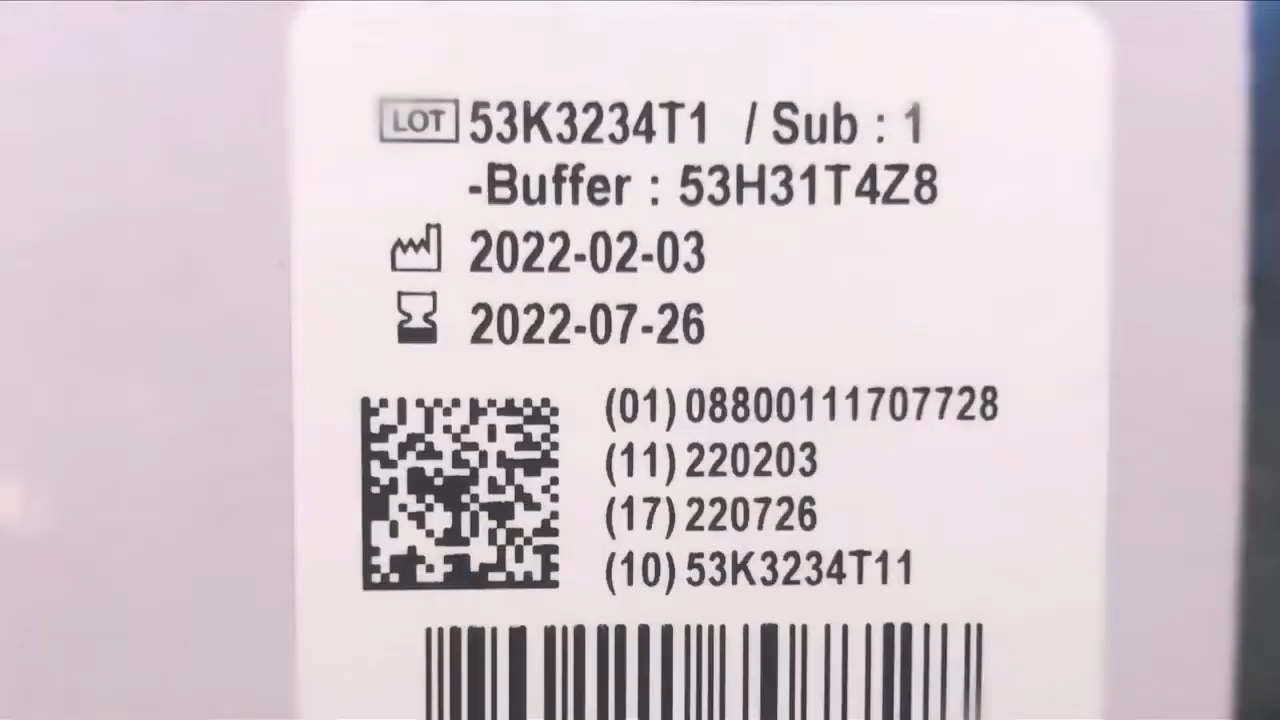 LOT 53K3234T1 / Sub : 1
-Buffer : 53H31T4Z8
2022-02-03
2022-07-26
(01) 08800111707728
(11) 220203
(17) 220726
(10) 53K3234T11